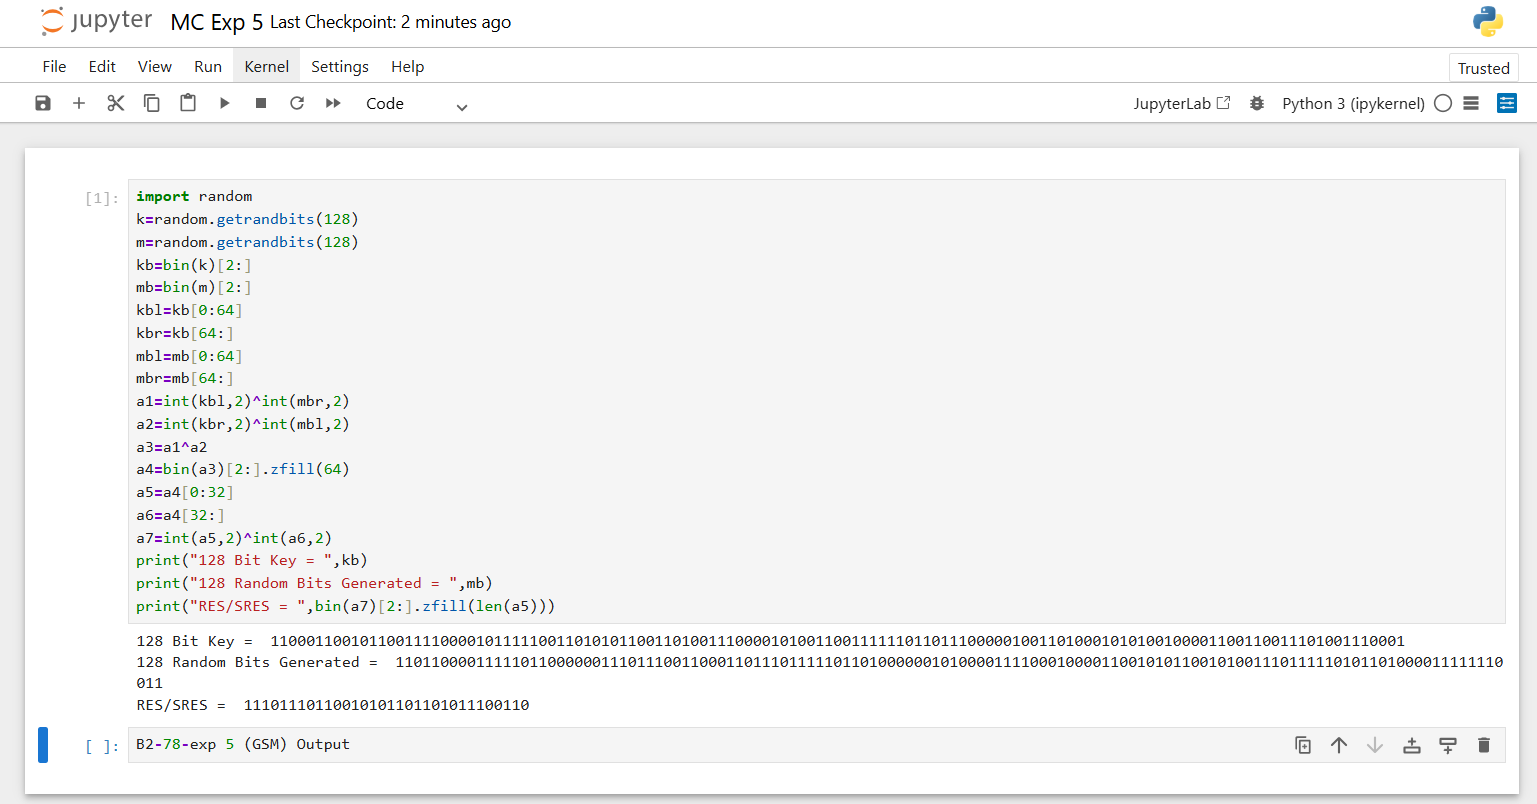 jupyter MC Exp 5 Last Checkpoint: 2 minutes ago
File Edit View Run Kernel Settings Help
Trusted
Code
JupyterLab Python 3 (ipykernel)
[1]:
import random
k=random.getrandbits(128)
m=random.getrandbits(128)
kb=bin(k)[2:]
mb=bin(m)[2:]
kbl=kb[0:64]
kbr=kb[64:]
mbl=mb[0:64]
mbr=mb[64:]
a1=int(kbl,2)^int(mbr,2)
a2=int(kbr,2)^int(mbl,2)
a3=a1^a2
a4=bin(a3)[2:].zfill(64)
a5=a4[0:32]
a6=a4[32:]
a7=int(a5,2)^int(a6,2)
print("128 Bit Key = ",kb)
print("128 Random Bits Generated = ",mb)
print("RES/SRES = ",bin(a7)[2:].zfill(len(a5)))
128 Bit Key =  1100011001011001111000010111110011010101100110100111000010100110011111101101110000010011010001010100100001100110011101001110001
128 Random Bits Generated =  1101100001111101100000011101110011000110111011111011010000001010000111100010000110010101100101001110111110101101000011111110
011
RES/SRES =  11101110110010101101101011100110
[ ]:
B2-78-exp 5 (GSM) Output